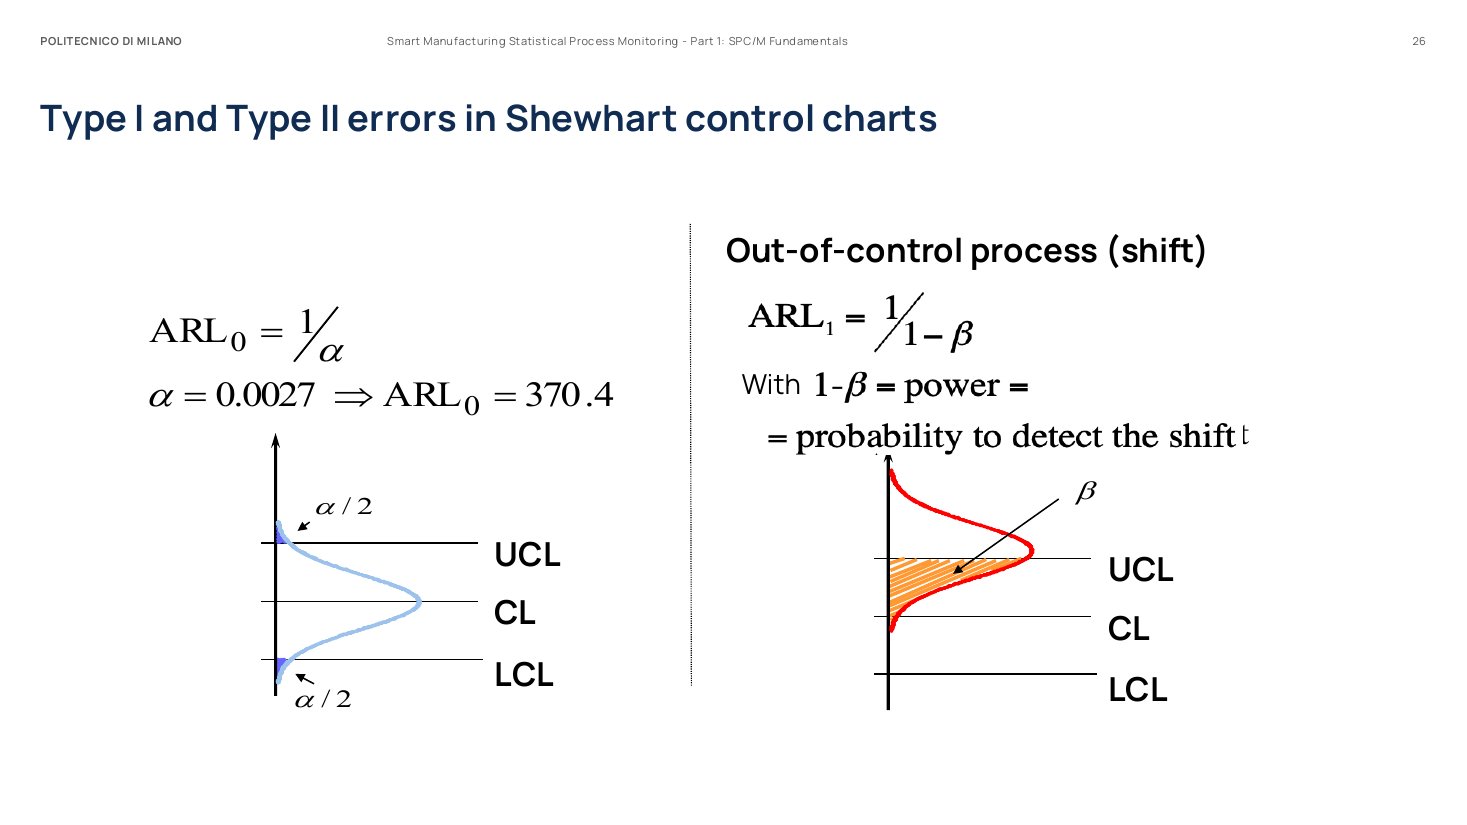 POLITECNICO DI MILANO
Smart Manufacturing Statistical Process Monitoring - Part 1: SPC/M Fundamentals
26
Type I and Type II errors in Shewhart control charts
ARL₀ = 1/α
α = 0.0027 ⟹ ARL₀ = 370.4
α / 2
UCL
CL
LCL
α / 2
Out-of-control process (shift)
ARL₁ = 1/1−β
With 1-β = power =
= probability to detect the shift t
β
UCL
CL
LCL